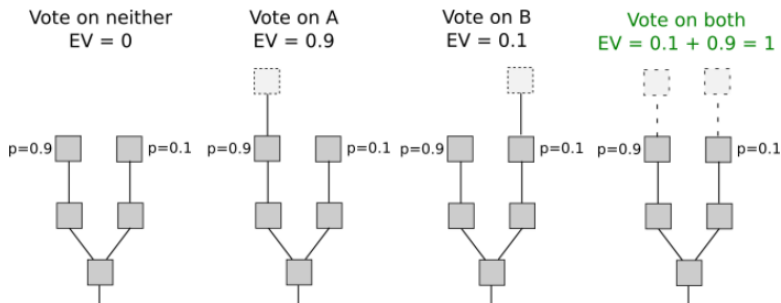 Vote on neither
EV = 0
Vote on A
EV = 0.9
Vote on B
EV = 0.1
Vote on both
EV = 0.1 + 0.9 = 1
p=0.9
p=0.1
p=0.9
p=0.1
p=0.9
p=0.1
p=0.9
p=0.1